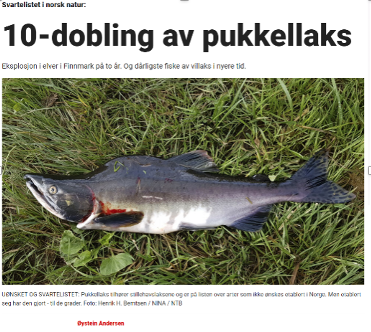 Svartelistet i norsk natur:
10-dobling av pukkellaks
Eksplosjon i elver i Finnmark på to år. Og dårligste fiske av villaks i nyere tid.
UØNSKET OG SVARTELISTET: Pukkellaks tilhører stillehavslaksene og er på listen over arter som ikke ønskes etablert i Norge. Men etablert
seg har den gjort - til de grader. Foto: Henrik H. Berntsen / NINA / NTB
Øystein Andersen